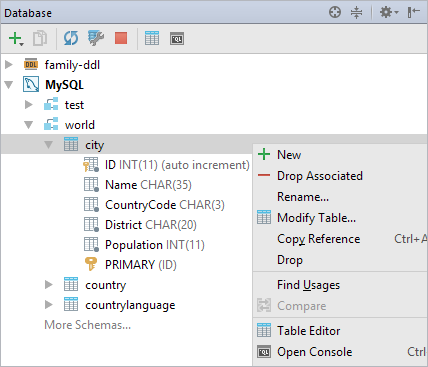 Database
DDL family-ddl
MySQL
test
world
city
ID INT(11) (auto increment)
Name CHAR(35)
CountryCode CHAR(3)
District CHAR(20)
Population INT(11)
PRIMARY (ID)
country
countrylanguage
More Schemas...
New
Drop Associated
Rename...
Modify Table...
Copy Reference Ctrl+A
Drop
Find Usages
Compare
Table Editor
Open Console Ctrl